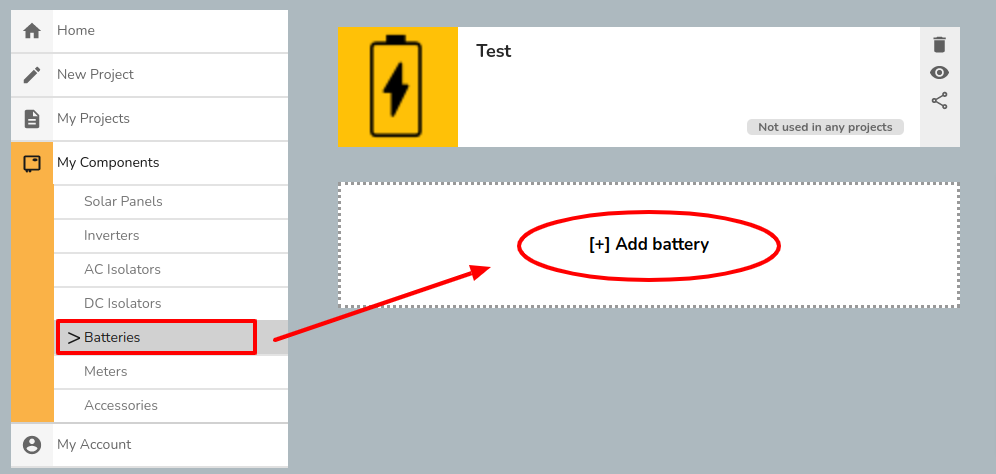 Home
New Project
My Projects
My Components
Solar Panels
Inverters
AC Isolators
DC Isolators
> Batteries
Meters
Accessories
My Account
Test
Not used in any projects
[+] Add battery